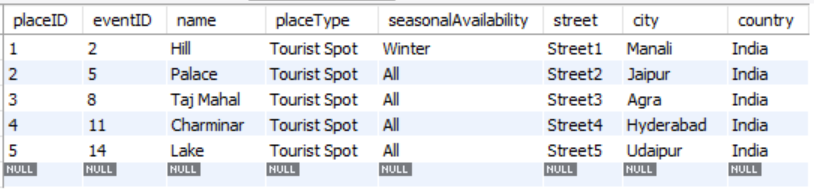 placeID eventID name placeType seasonalAvailability street city country
1 2 Hill Tourist Spot Winter Street1 Manali India
2 5 Palace Tourist Spot All Street2 Jaipur India
3 8 Taj Mahal Tourist Spot All Street3 Agra India
4 11 Charminar Tourist Spot All Street4 Hyderabad India
5 14 Lake Tourist Spot All Street5 Udaipur India
NULL NULL NULL NULL NULL NULL NULL NULL